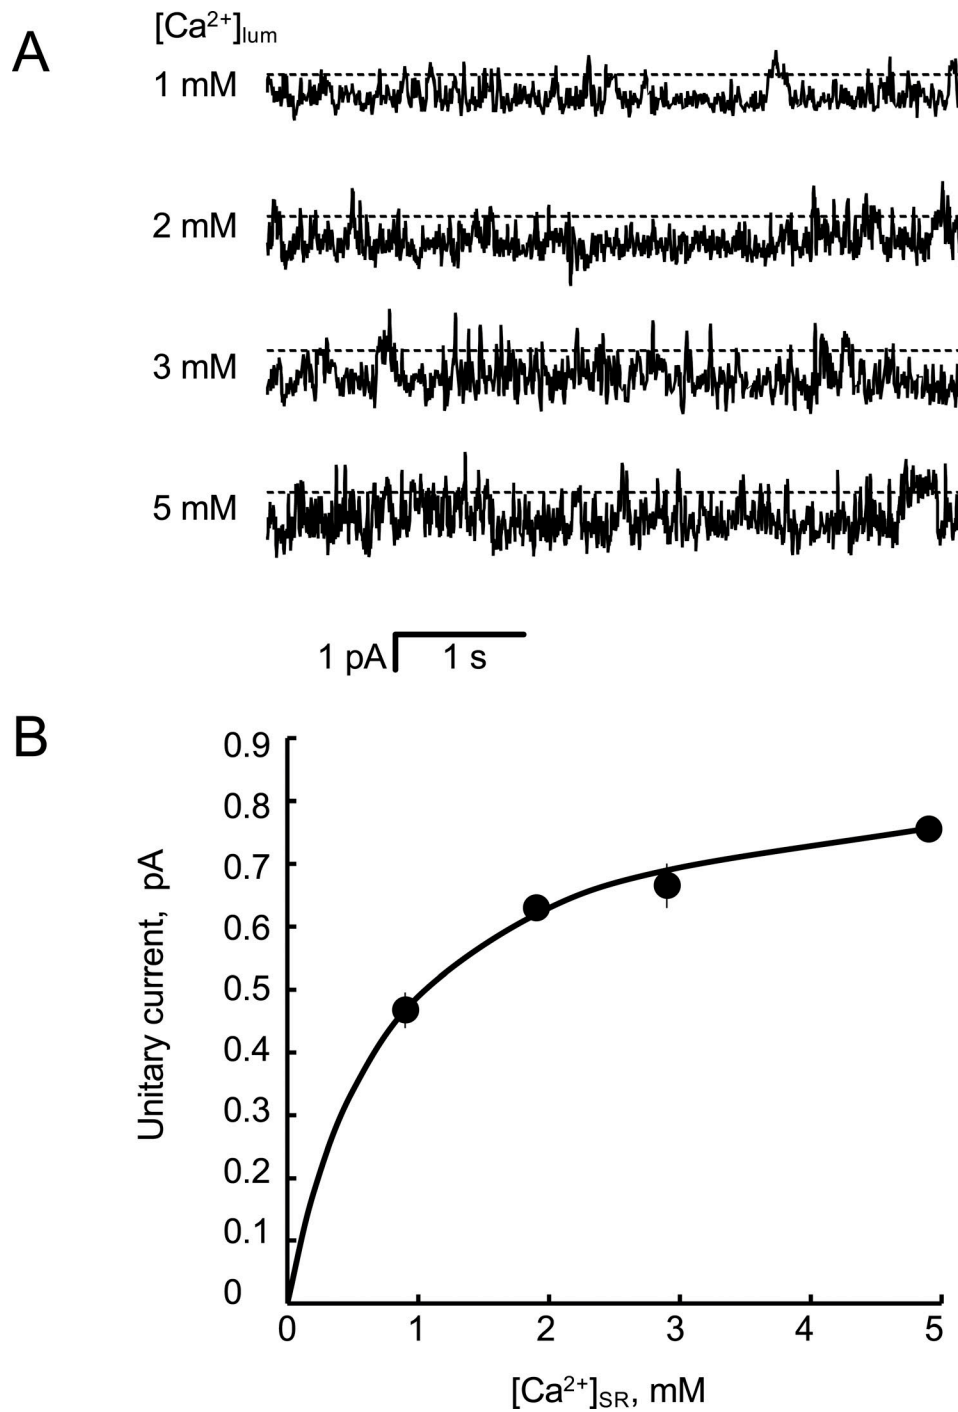 A
[Ca²⁺]lum
1 mM
2 mM
3 mM
5 mM
1 pA
1 s
B
Unitary current, pA
0.9
0.8
0.7
0.6
0.5
0.4
0.3
0.2
0.1
0
0 1 2 3 4 5
[Ca²⁺]SR, mM